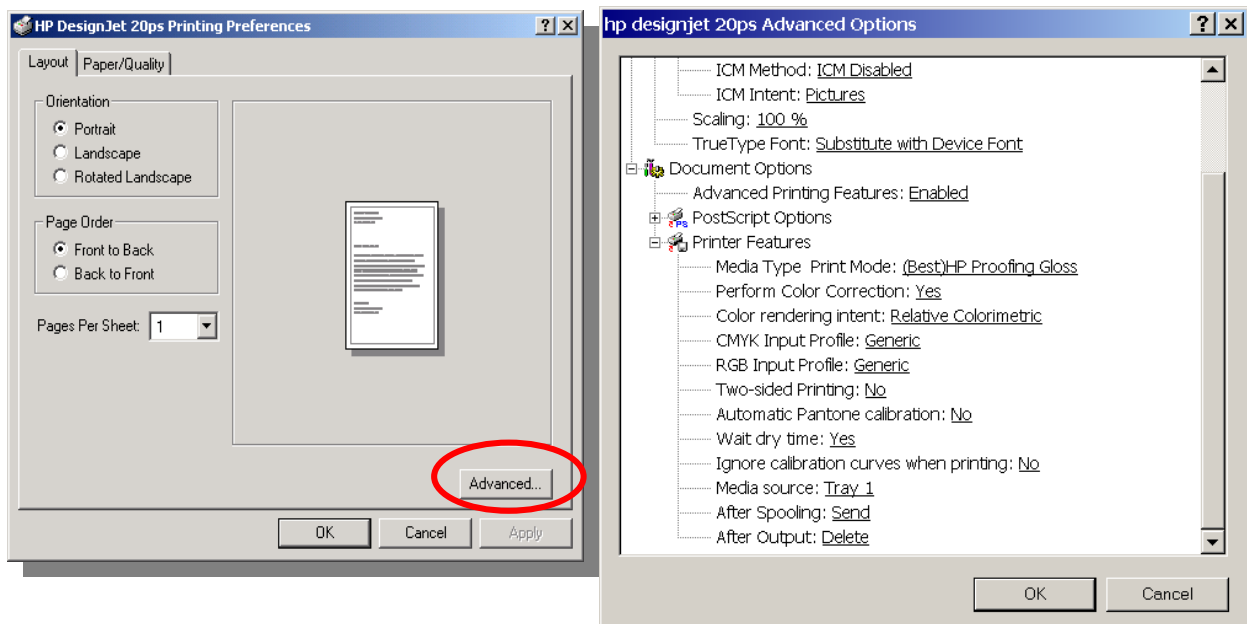 HP DesignJet 20ps Printing Preferences
Layout
Paper/Quality
Orientation
Portrait
Landscape
Rotated Landscape
Page Order
Front to Back
Back to Front
Pages Per Sheet: 1
Advanced...
OK
Cancel
Apply
hp designjet 20ps Advanced Options
ICM Method: ICM Disabled
ICM Intent: Pictures
Scaling: 100 %
TrueType Font: Substitute with Device Font
Document Options
Advanced Printing Features: Enabled
PostScript Options
Printer Features
Media Type Print Mode: (Best)HP Proofing Gloss
Perform Color Correction: Yes
Color rendering intent: Relative Colorimetric
CMYK Input Profile: Generic
RGB Input Profile: Generic
Two-sided Printing: No
Automatic Pantone calibration: No
Wait dry time: Yes
Ignore calibration curves when printing: No
Media source: Tray 1
After Spooling: Send
After Output: Delete
OK
Cancel